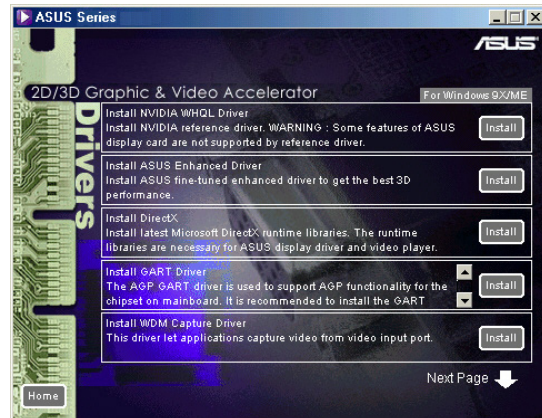 ASUS Series
ASUS
2D/3D Graphic & Video Accelerator
For Windows 9X/ME
Drivers
Install NVIDIA WHQL Driver
Install NVIDIA reference driver. WARNING : Some features of ASUS
display card are not supported by reference driver.
Install
Install ASUS Enhanced Driver
Install ASUS fine-tuned enhanced driver to get the best 3D
performance.
Install
Install DirectX
Install latest Microsoft DirectX runtime libraries. The runtime
libraries are necessary for ASUS display driver and video player.
Install
Install GART Driver
The AGP GART driver is used to support AGP functionality for the
chipset on mainboard. It is recommended to install the GART
Install
Install WDM Capture Driver
This driver let applications capture video from video input port.
Install
Next Page
Home